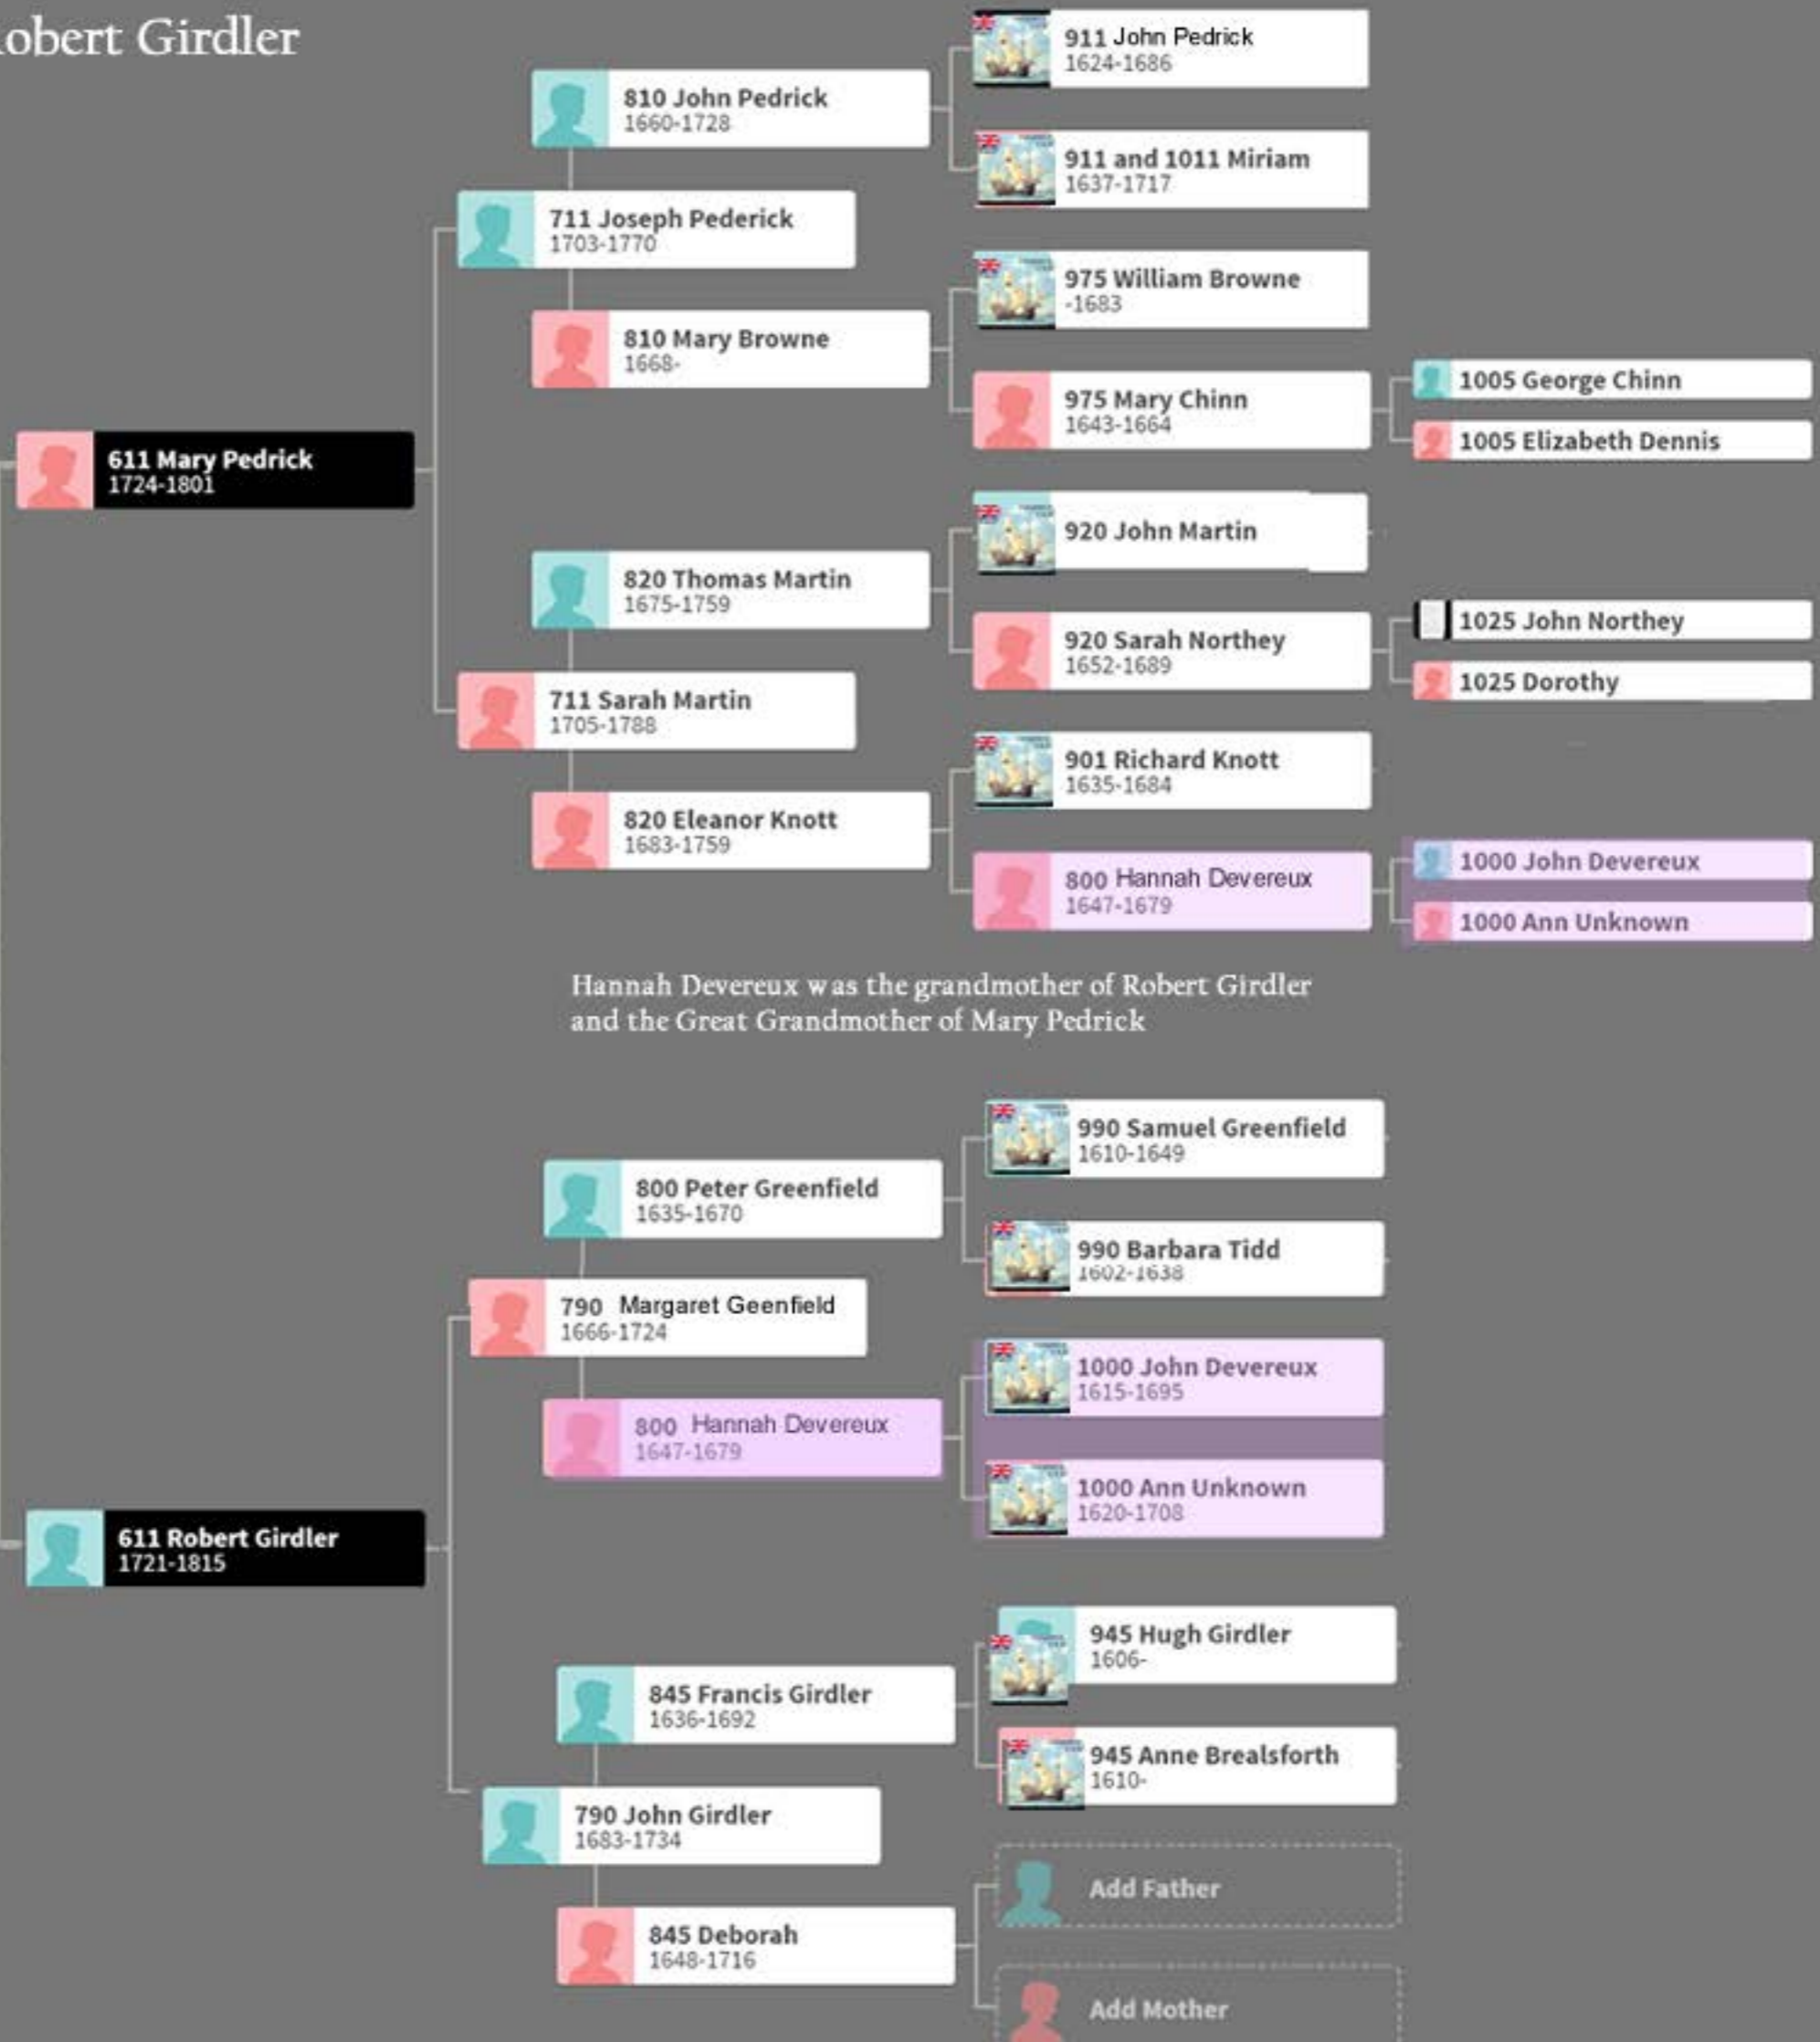 obert Girdler
911 John Pedrick
1624-1686
810 John Pedrick
1660-1728
911 and 1011 Miriam
1637-1717
711 Joseph Pederick
1703-1770
975 William Browne
-1683
810 Mary Browne
1668-
975 Mary Chinn
1643-1664
1005 George Chinn
1005 Elizabeth Dennis
611 Mary Pedrick
1724-1801
920 John Martin
820 Thomas Martin
1675-1759
920 Sarah Northey
1652-1689
1025 John Northey
1025 Dorothy
711 Sarah Martin
1705-1788
901 Richard Knott
1635-1684
820 Eleanor Knott
1683-1759
800 Hannah Devereux
1647-1679
1000 John Devereux
1000 Ann Unknown
Hannah Devereux was the grandmother of Robert Girdler
and the Great Grandmother of Mary Pedrick
990 Samuel Greenfield
1610-1649
800 Peter Greenfield
1635-1670
990 Barbara Tidd
1602-1638
790 Margaret Geenfield
1666-1724
1000 John Devereux
1615-1695
800 Hannah Devereux
1647-1679
1000 Ann Unknown
1620-1708
611 Robert Girdler
1721-1815
945 Hugh Girdler
1606-
845 Francis Girdler
1636-1692
945 Anne Brealsforth
1610-
790 John Girdler
1683-1734
Add Father
845 Deborah
1648-1716
Add Mother